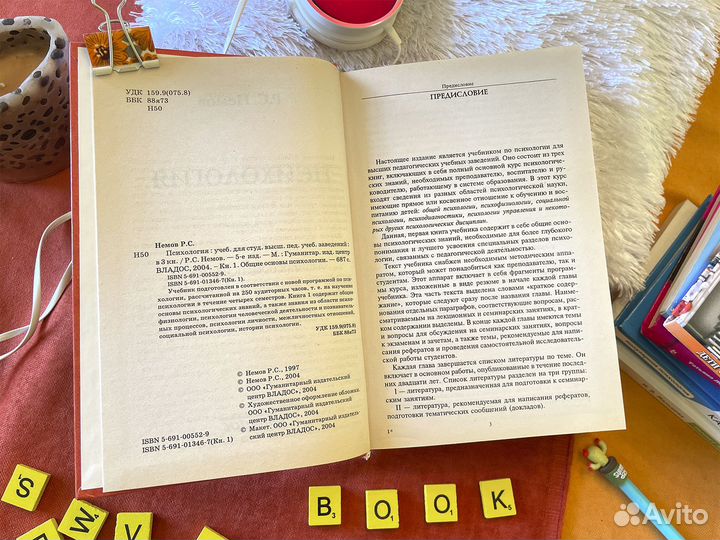 УДК 159.9(075.8)
ББК 88я73
Н50
Немов Р.С.
Н50 Психология : учеб. для студ. высш. пед. учеб. заведений :
в 3 кн. / Р.С. Немов. — 5-е изд. — М. : Гуманитар. изд. центр
ВЛАДОС, 2004. — Кн. 1. Общие основы психологии. — 687 с.
ISBN 5-691-00552-9.
ISBN 5-691-01346-7(Кн. 1).
Учебник подготовлен в соответствии с новой программой по пси-
хологии, рассчитанной на 250 аудиторных часов, т. е. на изучение
психологии в течение четырех семестров. Книга 1 содержит общие
основы психологических знаний, а также знания из области психо-
физиологии, психологии человеческой деятельности и познаватель-
ных процессов, психологии личности, межличностных отношений,
социальной психологии, истории психологии.
УДК 159.9(075.8)
ББК 88я73
© Немов Р.С., 1997
© Немов Р.С., 2004
© ООО «Гуманитарный издательский
центр ВЛАДОС», 2004
© Художественное оформление обложки.
ООО «Гуманитарный издательский
центр ВЛАДОС», 2004
© Макет. ООО «Гуманитарный издатель-
ский центр ВЛАДОС», 2004
ISBN 5-691-00552-9
ISBN 5-691-01346-7(Кн. 1)
Предисловие
ПРЕДИСЛОВИЕ
Настоящее издание является учебником по психологии для
высших педагогических учебных заведений. Оно состоит из трех
книг, включающих в себя полный основной курс психологичес-
ких знаний, необходимых преподавателю, воспитателю и ру-
ководителю, работающему в системе образования. В этот курс
входят сведения из разных областей психологической науки,
имеющие прямое или косвенное отношение к обучению и вос-
питанию детей: общей психологии, психофизиологии, социальной
психологии, психодиагностики, психологии управления и некото-
рых других психологических дисциплин.
Данная, первая книга учебника содержит в себе общие осно-
вы психологических знаний, необходимые для более глубокого
понимания и лучшего усвоения специальных разделов психоло-
гии, связанных с педагогической деятельностью.
Текст учебника снабжен необходимым методическим аппа-
ратом, который может понадобиться как преподавателю, так и
студентам. Этот аппарат включает в себя фрагменты програм-
мы курса, изложенные в виде резюме в начале каждой главы
учебника. Эта часть текста выделена словами «краткое содер-
жание», которые следуют сразу после названия главы. Наиме-
нования отдельных параграфов, соответствующие вопросам, рас-
сматриваемым на лекционных и семинарских занятиях, в крат-
ком содержании выделены. В конце каждой главы имеются темы
и вопросы для обсуждения на семинарских занятиях, вопросы
к экзаменам и зачетам, а также темы, рекомендуемые для напи-
сания рефератов и проведения самостоятельной исследователь-
ской работы студентов.
Каждая глава завершается списком литературы по теме. Он
включает в основном работы, опубликованные в течение послед-
них двадцати лет. Список литературы разделен на три группы:
I — литература, предназначенная для подготовки к семинар-
ским занятиям.
II — литература, рекомендуемая для написания рефератов,
подготовки тематических сообщений (докладов).
1* 3
S
W
Y
B O O K
Avito